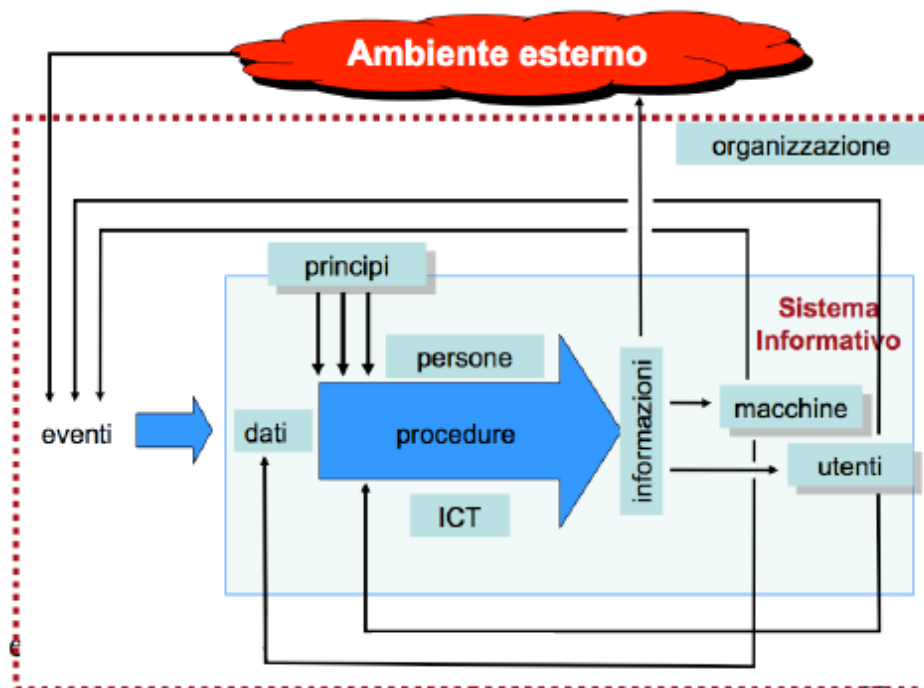 Ambiente esterno
organizzazione
principi
Sistema
Informativo
persone
eventi
dati
procedure
informazioni
macchine
utenti
ICT